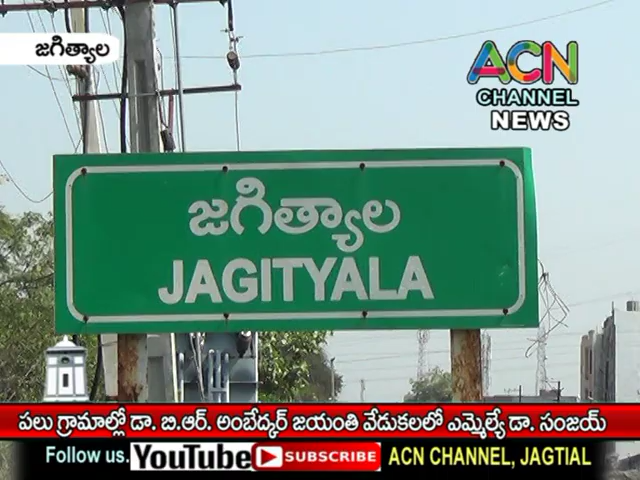 జగిత్యాల
ACN
CHANNEL
NEWS
జగిత్యాల
JAGITYALA
పలు గ్రామాల్లో డా. బి.ఆర్. అంబేద్కర్ జయంతి వేడుకలలో ఎమ్మెల్యే డా. సంజయ్
Follow us. YouTube SUBSCRIBE ACN CHANNEL, JAGTIAL